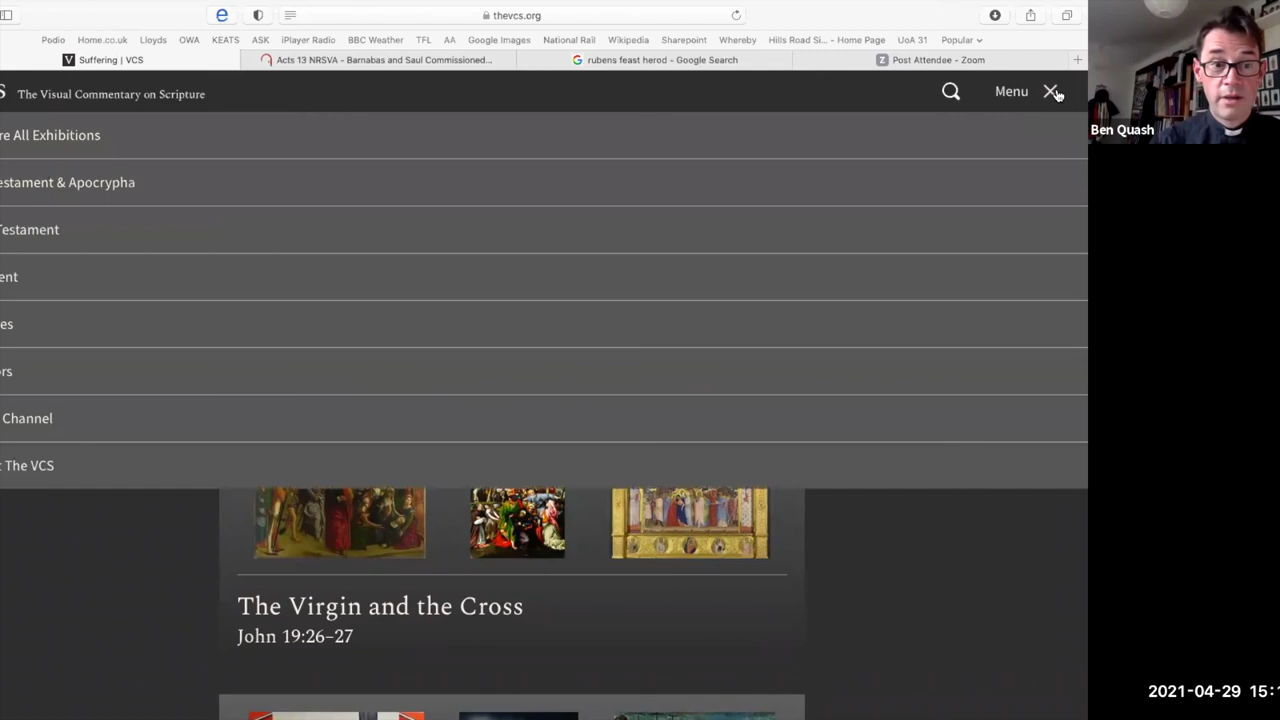 thevcs.org
Podio Home.co.uk Lloyds OWA KEATS ASK iPlayer Radio BBC Weather TFL AA Google Images National Rail Wikipedia Sharepoint Whereby Hills Road Si... - Home Page UoA 31 Popular
Suffering | VCS Acts 13 NRSVA - Barnabas and Saul Commissioned... rubens feast herod - Google Search Post Attendee - Zoom
S The Visual Commentary on Scripture Menu
re All Exhibitions
estament & Apocrypha
Testament
ent
es
ors
Channel
t The VCS
The Virgin and the Cross
John 19:26–27
Ben Quash
2021-04-29 15:1